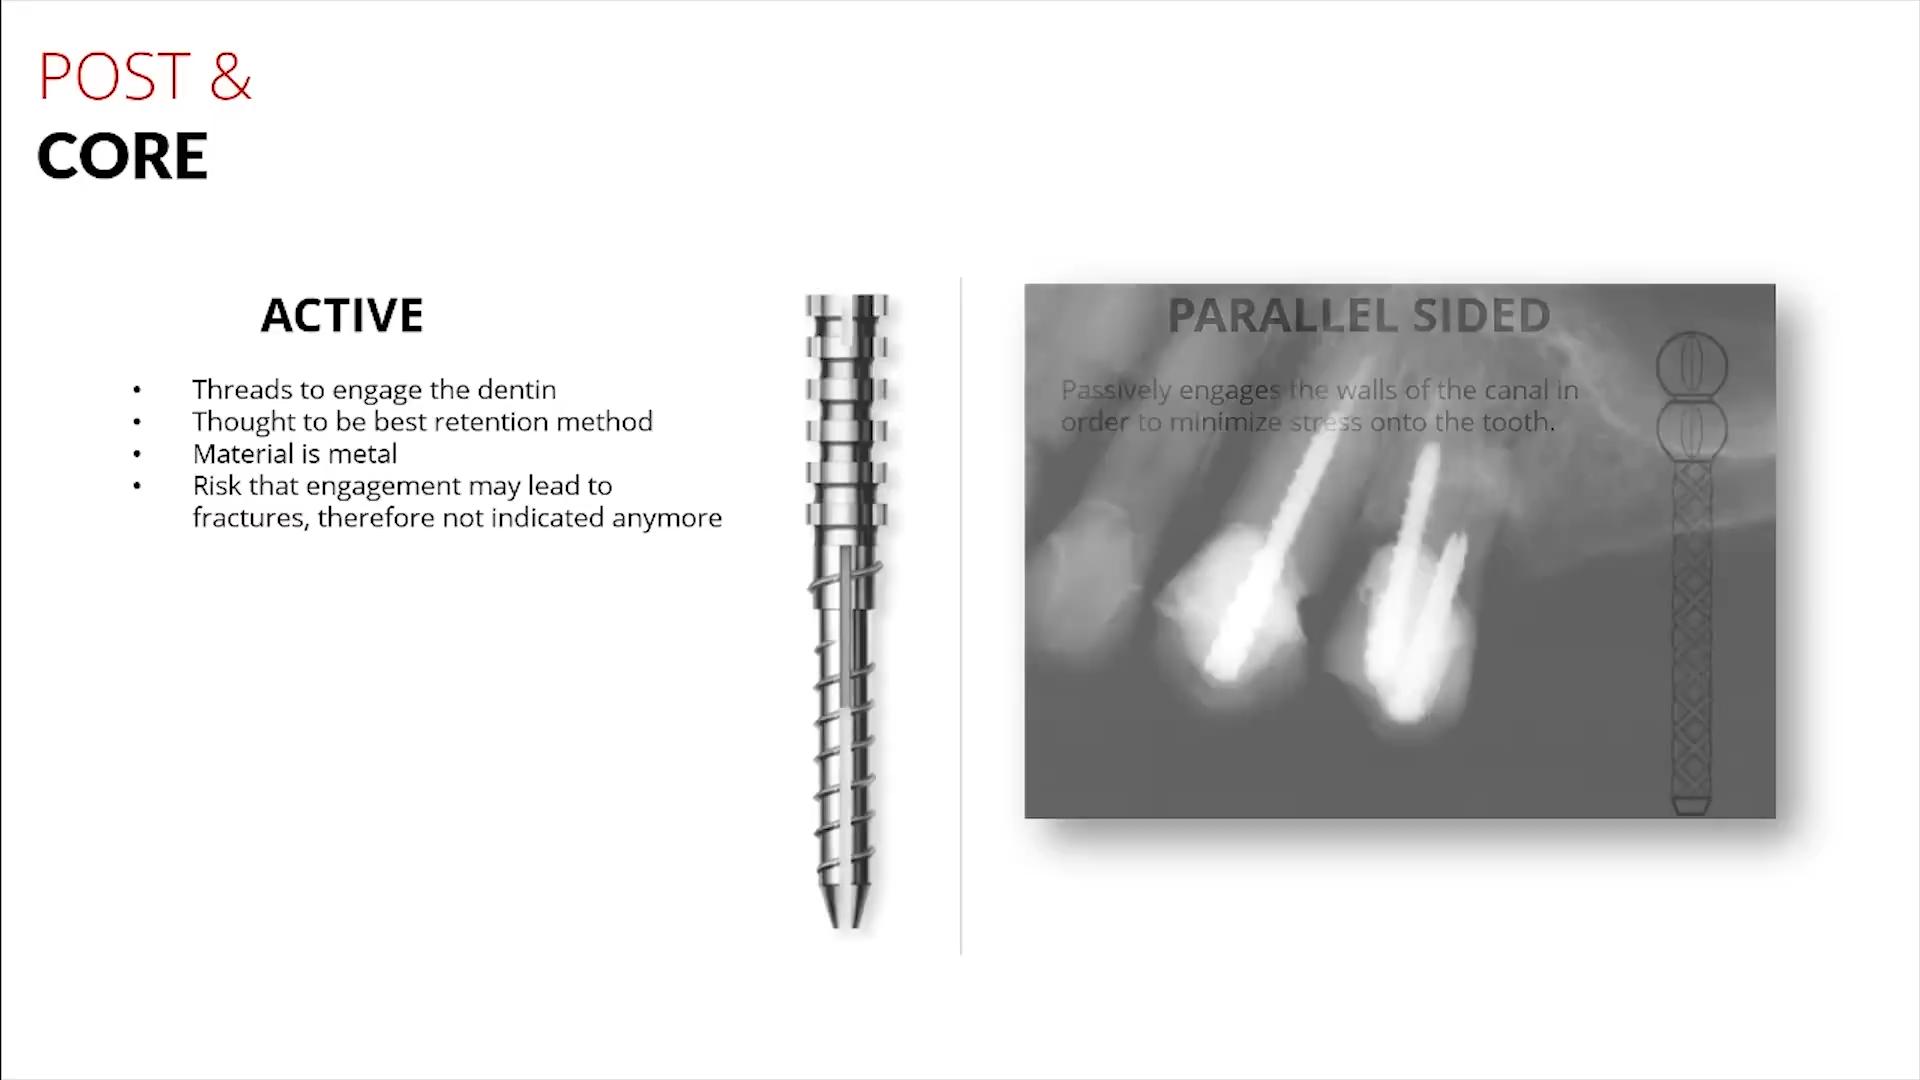 POST &
CORE
ACTIVE
• Threads to engage the dentin
• Thought to be best retention method
• Material is metal
• Risk that engagement may lead to
fractures, therefore not indicated anymore
PARALLEL SIDED
Passively engages the walls of the canal in
order to minimize stress onto the tooth.